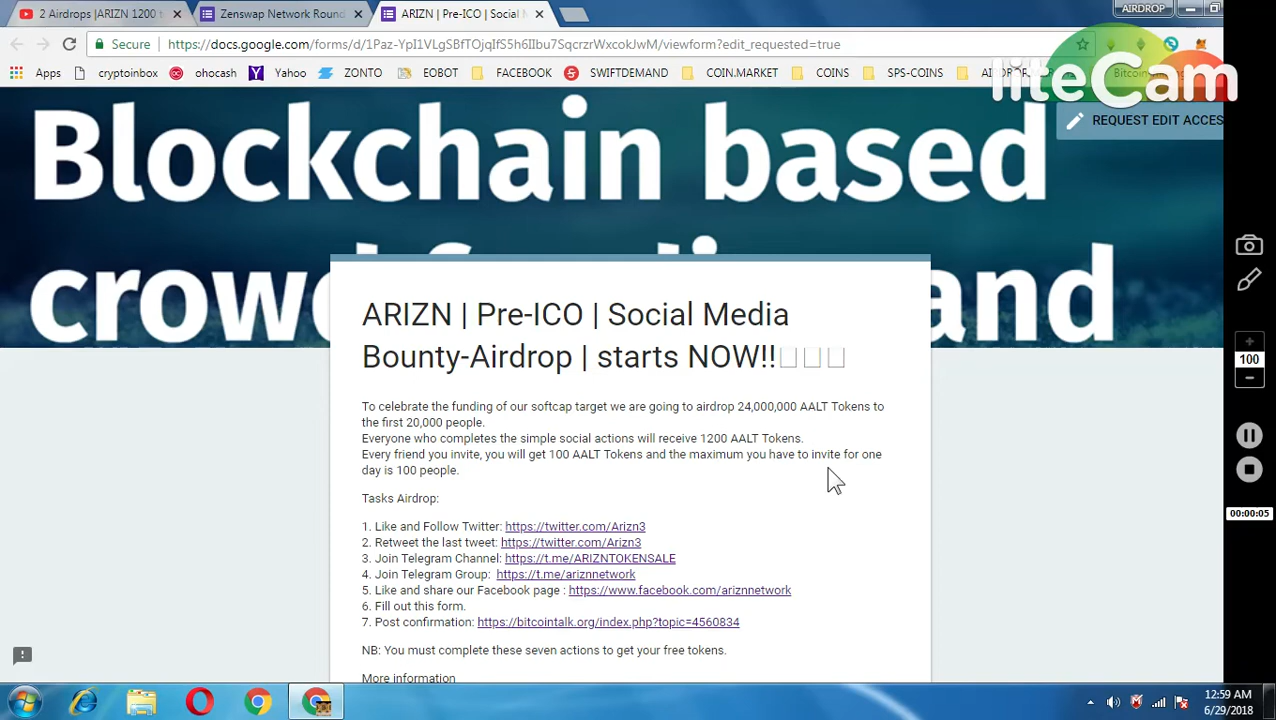 2 Airdrops |ARIZN 1200 t
Zenswap Network Round
ARIZN | Pre-ICO | Social M
AIRDROP
Secure
https://docs.google.com/forms/d/1Paz-YpI1VLgSBfTOjqIfS5h6IIbu7SqcrzrWxcokJwM/viewform?edit_requested=true
Apps
cryptoinbox
ohocash
Yahoo
EOBOT
FACEBOOK
SWIFTDEMAND
COIN.MARKET
COINS
SPS-COINS
liteCam
REQUEST EDIT ACCES
Blockchain based
ARIZN | Pre-ICO | Social Media
Bounty-Airdrop | starts NOW!!
To celebrate the funding of our softcap target we are going to airdrop 24,000,000 AALT Tokens to
the first 20,000 people.
Everyone who completes the simple social actions will receive 1200 AALT Tokens.
Every friend you invite, you will get 100 AALT Tokens and the maximum you have to invite for one
day is 100 people.
Tasks Airdrop:
1. Like and Follow Twitter: https://twitter.com/Arizn3
2. Retweet the last tweet: https://twitter.com/Arizn3
3. Join Telegram Channel: https://t.me/ARIZNTOKENSALE
4. Join Telegram Group: https://t.me/ariznnetwork
5. Like and share our Facebook page : https://www.facebook.com/ariznnetwork
6. Fill out this form.
7. Post confirmation: https://bitcointalk.org/index.php?topic=4560834
NB: You must complete these seven actions to get your free tokens.
More information
100
00:00:05
12:59 AM
6/29/2018